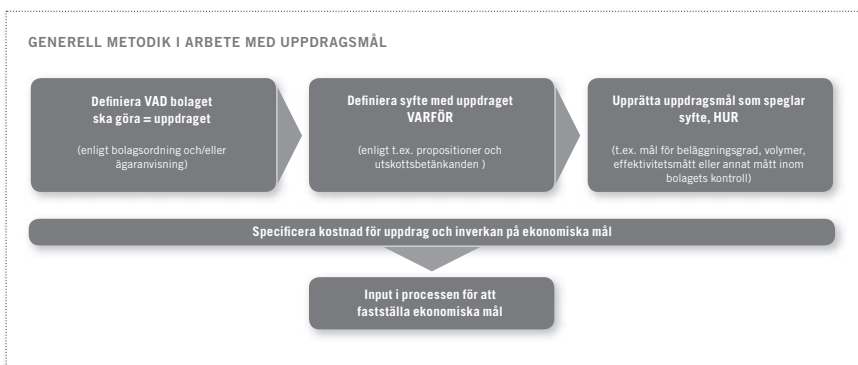 GENERELL METODIK I ARBETE MED UPPDRAGSMÅL
Definiera VAD bolaget
ska göra = uppdraget
(enligt bolagsordning och/eller
ägaranvisning)
Definiera syfte med uppdraget
VARFÖR
(enligt t.ex. propositioner och
utskottsbetänkanden )
Upprätta uppdragsmål som speglar
syfte, HUR
(t.ex. mål för beläggningsgrad, volymer,
effektivitetsmått eller annat mått inom
bolagets kontroll)
Specificera kostnad för uppdrag och inverkan på ekonomiska mål
Input i processen för att
fastställa ekonomiska mål